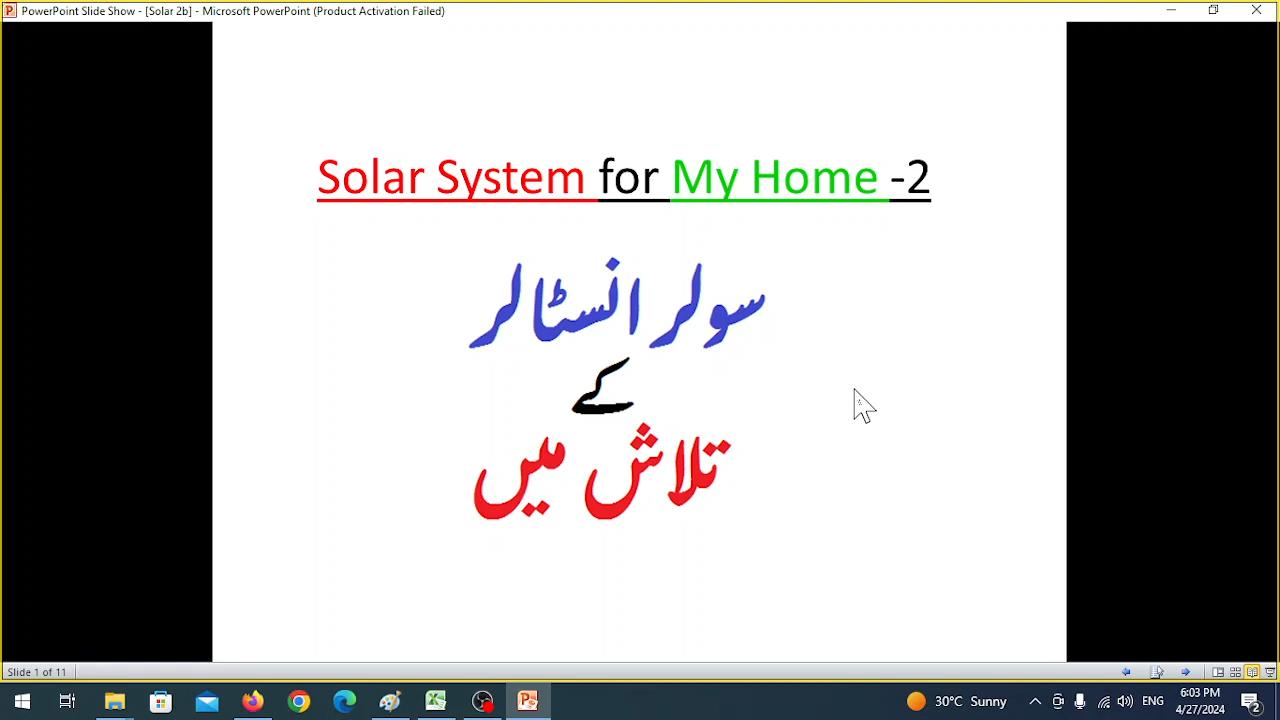 PowerPoint Slide Show - [Solar 2b] - Microsoft PowerPoint (Product Activation Failed)
Solar System for My Home -2
سولر انسٹالر
کے
تلاش میں
Slide 1 of 11
30°C Sunny
ENG
6:03 PM
4/27/2024
2